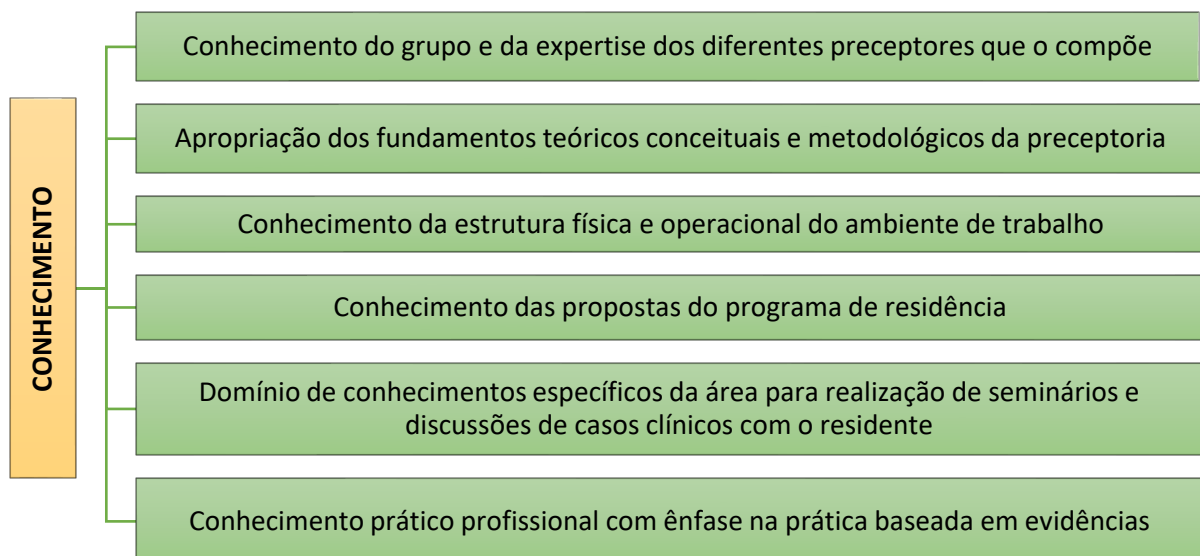 CONHECIMENTO
Conhecimento do grupo e da expertise dos diferentes preceptores que o compõe
Apropriação dos fundamentos teóricos conceituais e metodológicos da preceptoria
Conhecimento da estrutura física e operacional do ambiente de trabalho
Conhecimento das propostas do programa de residência
Domínio de conhecimentos específicos da área para realização de seminários e
discussões de casos clínicos com o residente
Conhecimento prático profissional com ênfase na prática baseada em evidências